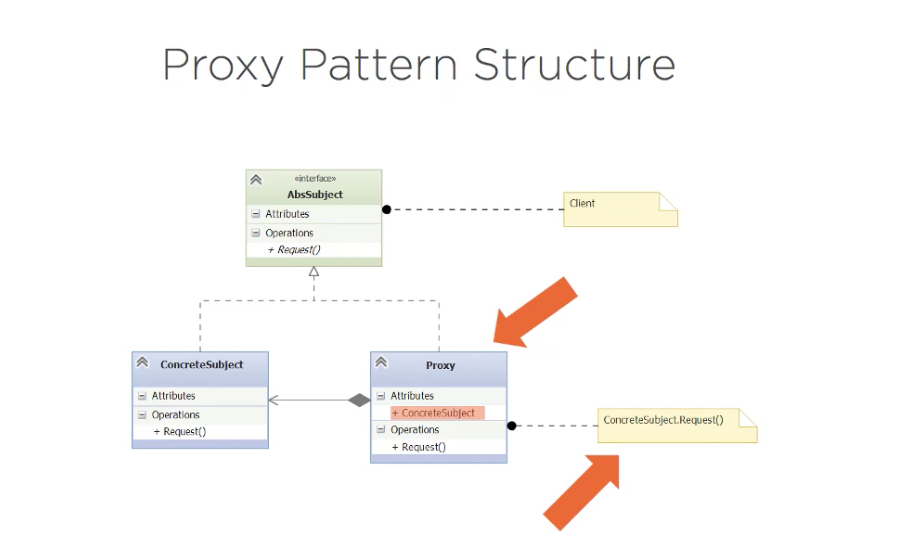 Proxy Pattern Structure
«interface»
AbsSubject
Attributes
Operations
+ Request()
Client
ConcreteSubject
Attributes
Operations
+ Request()
Proxy
Attributes
+ ConcreteSubject
Operations
+ Request()
ConcreteSubject.Request()